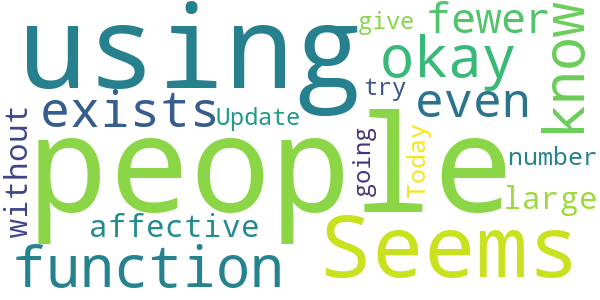 using
give
fewer
okay
know
try
even
exists
Update
people
without
going
Today
number
large
affective
Seems
function